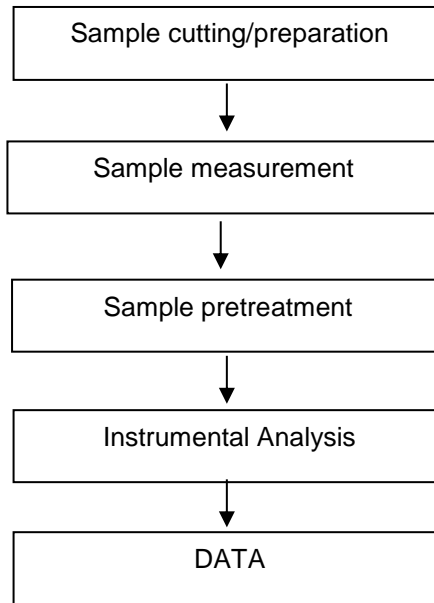 Sample cutting/preparation
Sample measurement
Sample pretreatment
Instrumental Analysis
DATA